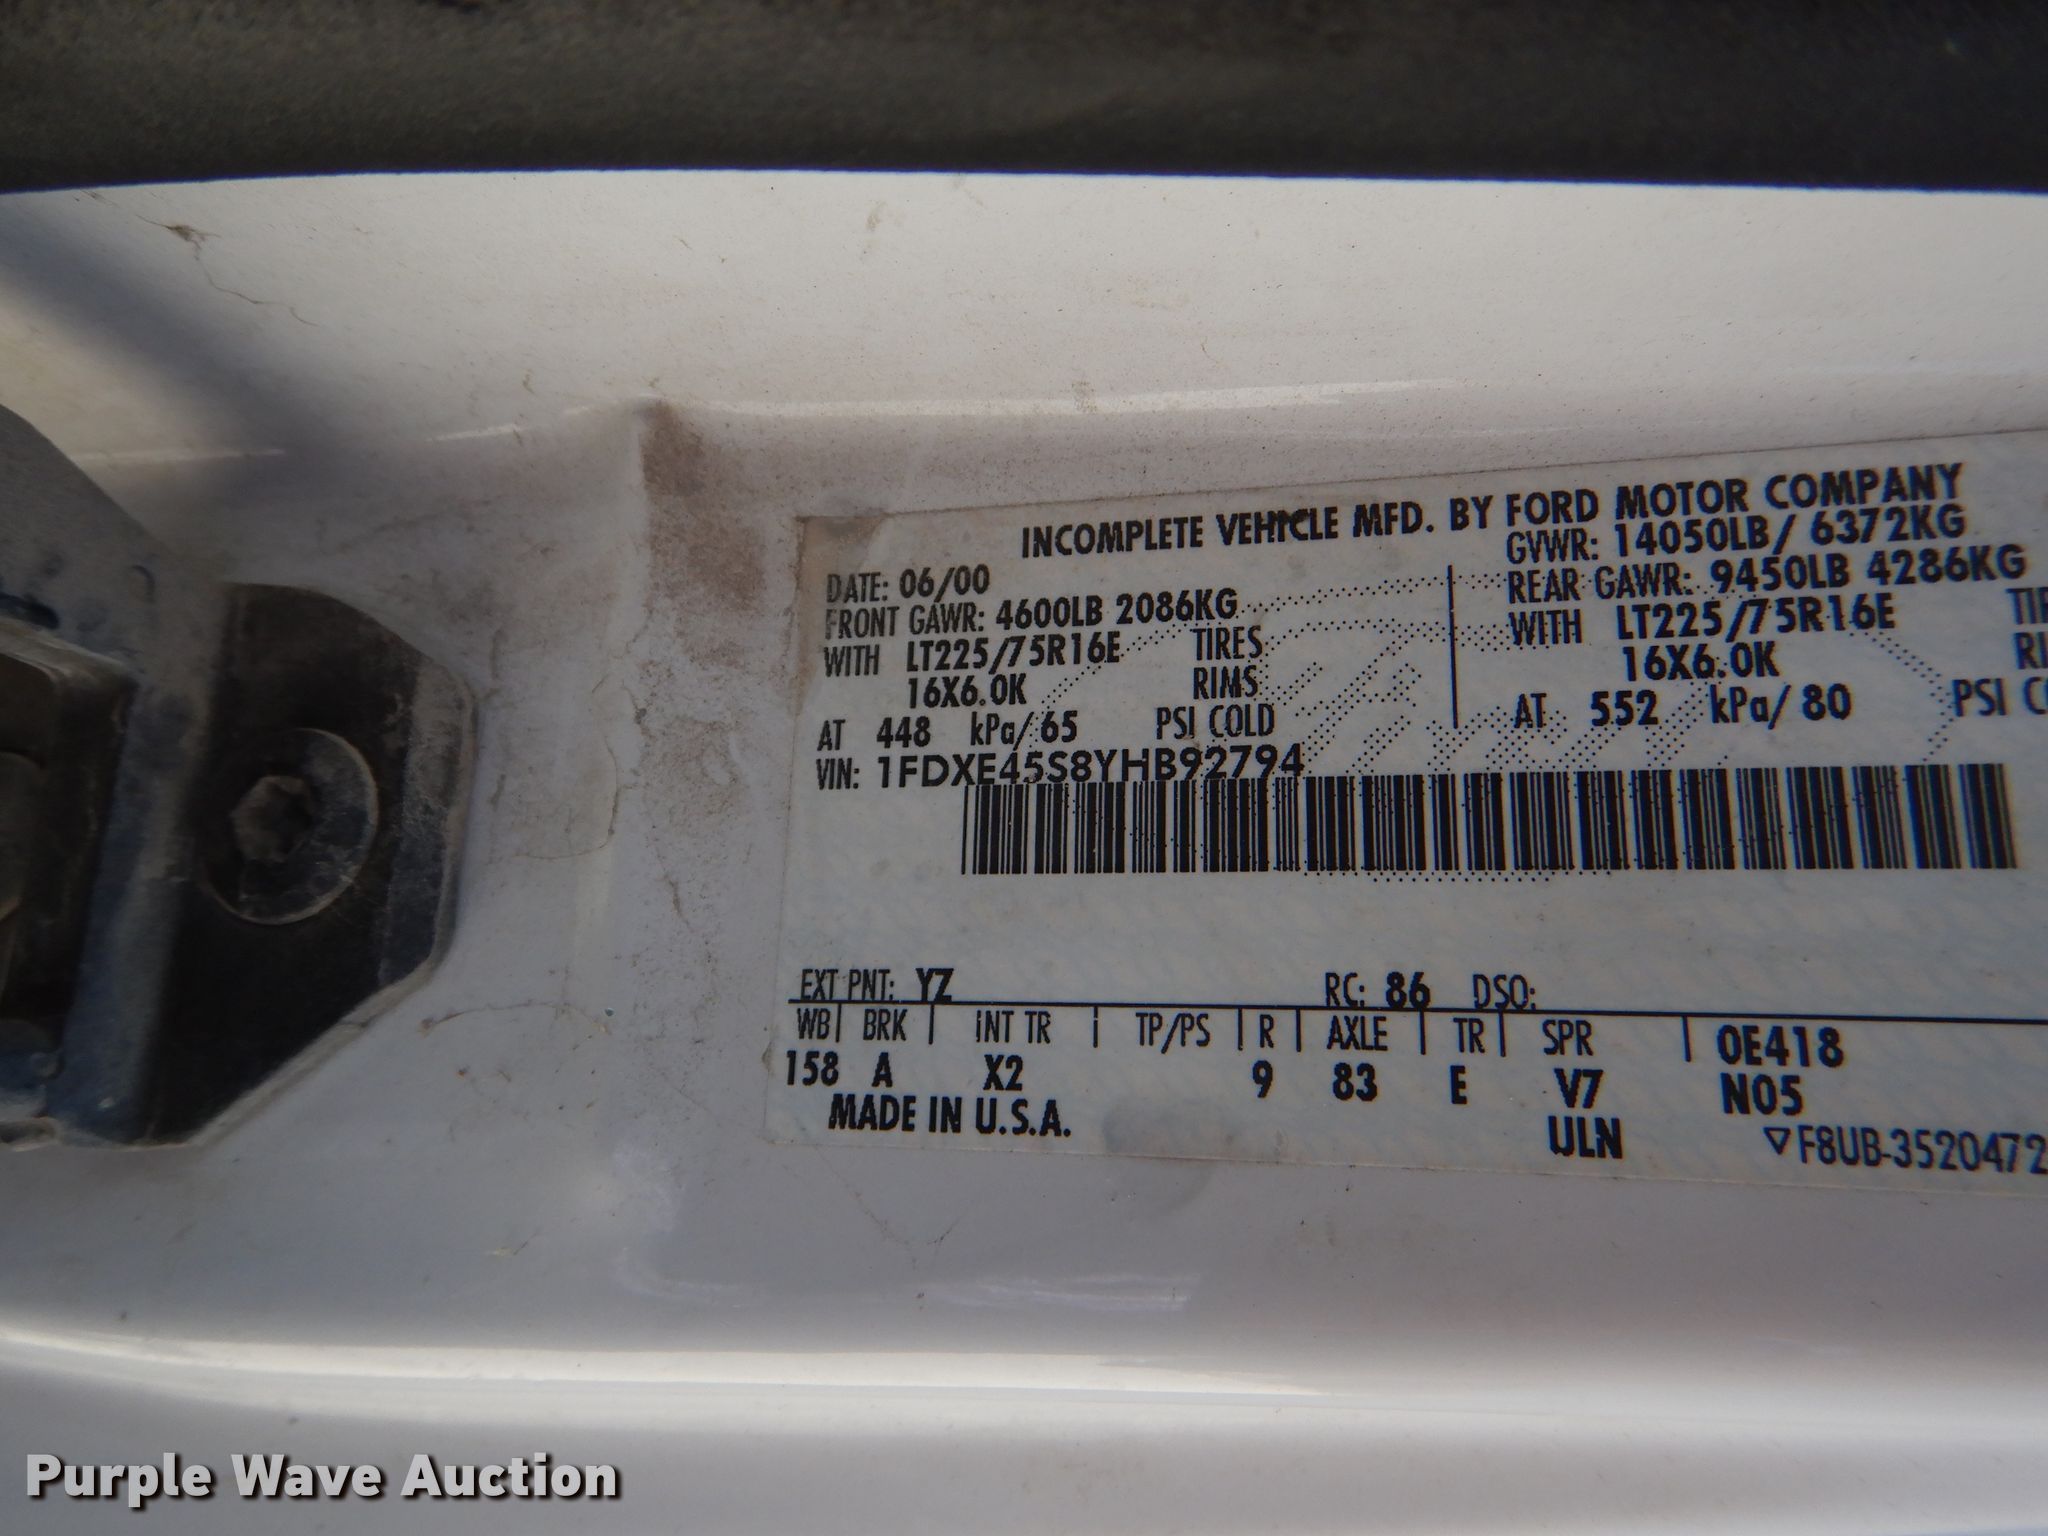 INCOMPLETE VEHICLE MFD. BY FORD MOTOR COMPANY
DATE: 06/00 GVWR: 14050LB/ 6372KG
FRONT GAWR: 4600LB 2086KG REAR GAWR: 9450LB 4286KG
WITH LT225/75R16E TIRES WITH LT225/75R16E
16X6.0K RIMS 16X6.0K
AT 448 kPa/ 65 PSI COLD AT 552 kPa/ 80 PSI
VIN: 1FDXE45S8YHB92794
EXT PNT: YZ RC: 86 DSO:
WB BRK INT TR TP/PS R AXLE TR SPR 0E418
158 A X2 9 83 E V7 N05
MADE IN U.S.A. ULN ▽F8UB-3520472
Purple Wave Auction